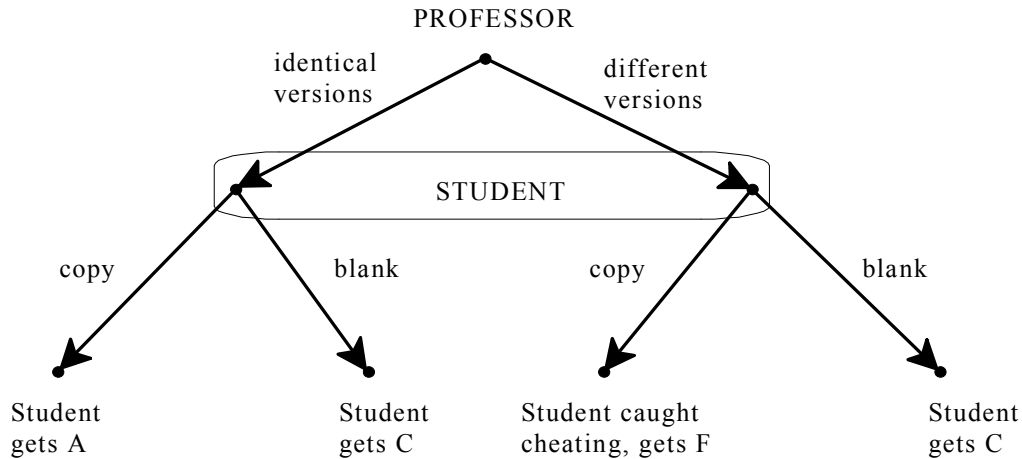 PROFESSOR
identical
versions
different
versions
STUDENT
copy
blank
copy
blank
Student
gets A
Student
gets C
Student caught
cheating, gets F
Student
gets C